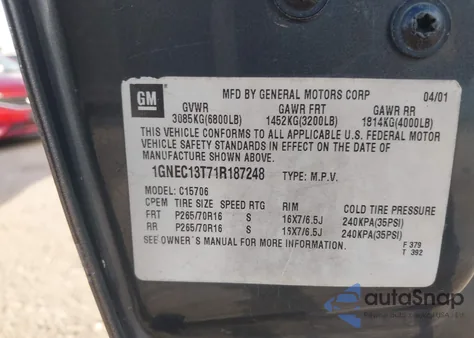 GM MFD BY GENERAL MOTORS CORP 04/01
GVWR GAWR FRT GAWR RR
3085KG(6800LB) 1452KG(3200LB) 1814KG(4000LB)
THIS VEHICLE CONFORMS TO ALL APPLICABLE U.S. FEDERAL MOTOR
VEHICLE SAFETY STANDARDS IN EFFECT ON THE DATE OF
MANUFACTURE SHOWN ABOVE.
1GNEC13T71R187248 TYPE: M.P.V.
MODEL: C15706
CPEM TIRE SIZE SPEED RTG RIM COLD TIRE PRESSURE
FRT P265/70R16 S 16X7/6.5J 240KPA(35PSI)
RR P265/70R16 S 16X7/6.5J 240KPA(35PSI)
SEE OWNER'S MANUAL FOR MORE INFORMATION.
F 379
T 392
autoSnap